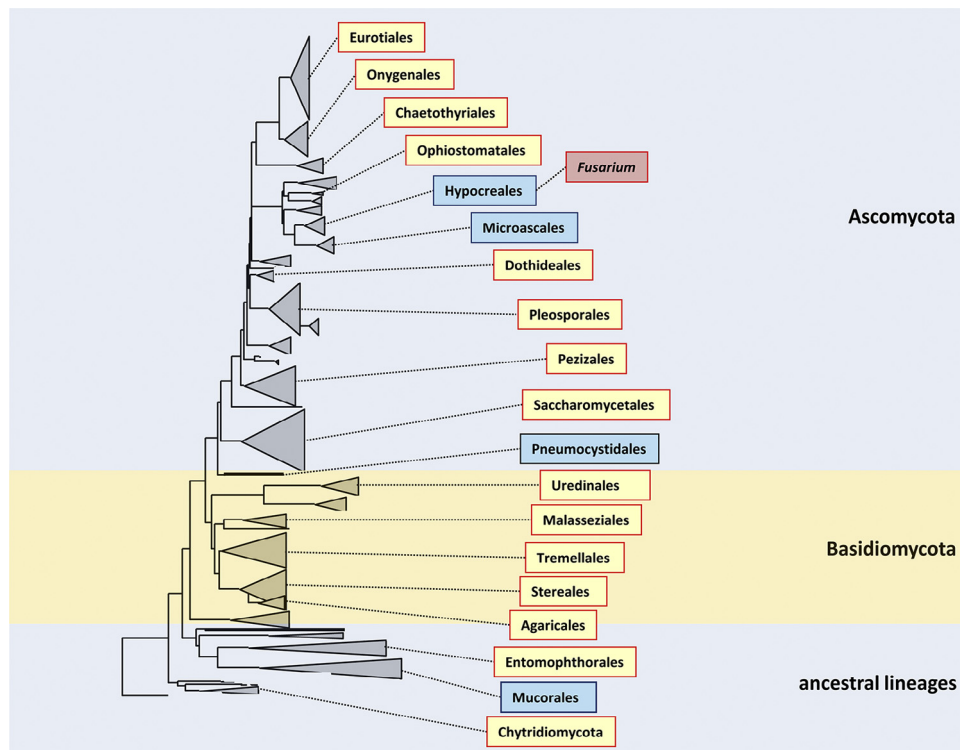 Eurotiales
Onygenales
Chaetothyriales
Ophiostomatales
Fusarium
Hypocreales
Ascomycota
Microascales
Dothideales
Pleosporales
Pezizales
Saccharomycetales
Pneumocystidales
Uredinales
Malasseziales
Basidiomycota
Tremellales
Stereales
Agaricales
Entomophthorales
ancestral lineages
Mucorales
Chytridiomycota